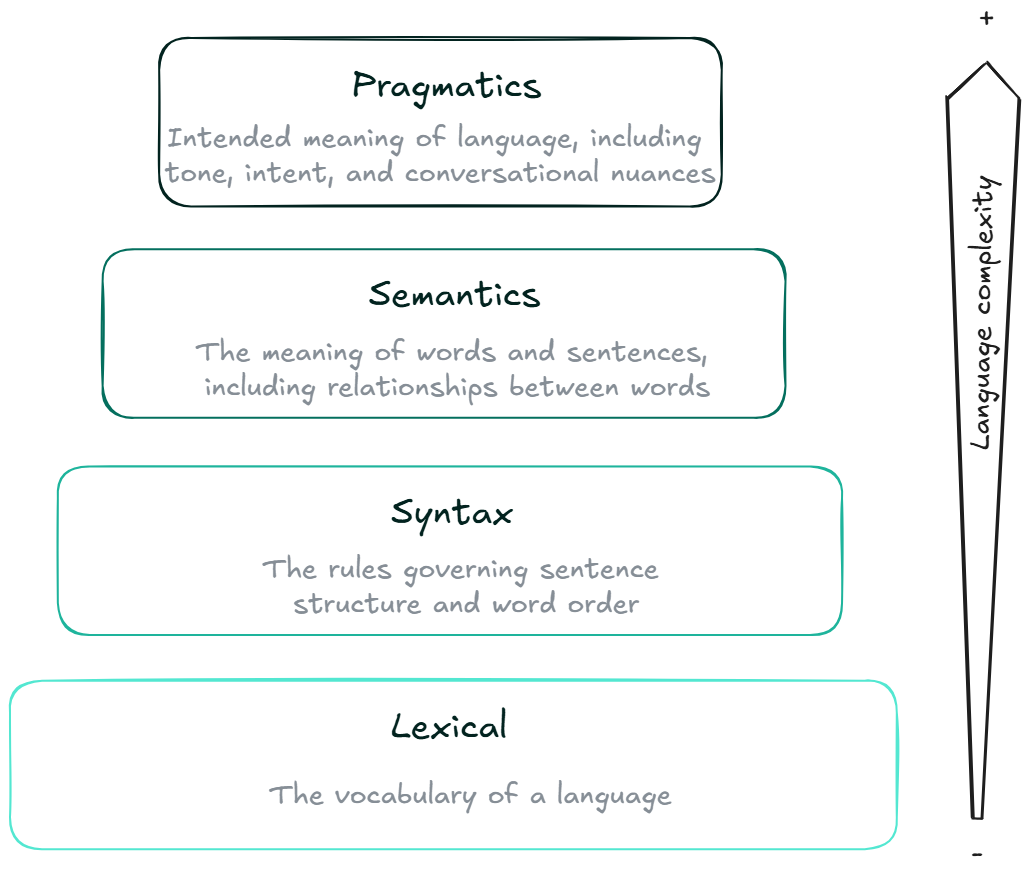 +
Pragmatics
Intended meaning of language, including
tone, intent, and conversational nuances
Semantics
The meaning of words and sentences,
including relationships between words
Syntax
The rules governing sentence
structure and word order
Lexical
The vocabulary of a language
Language complexity
-